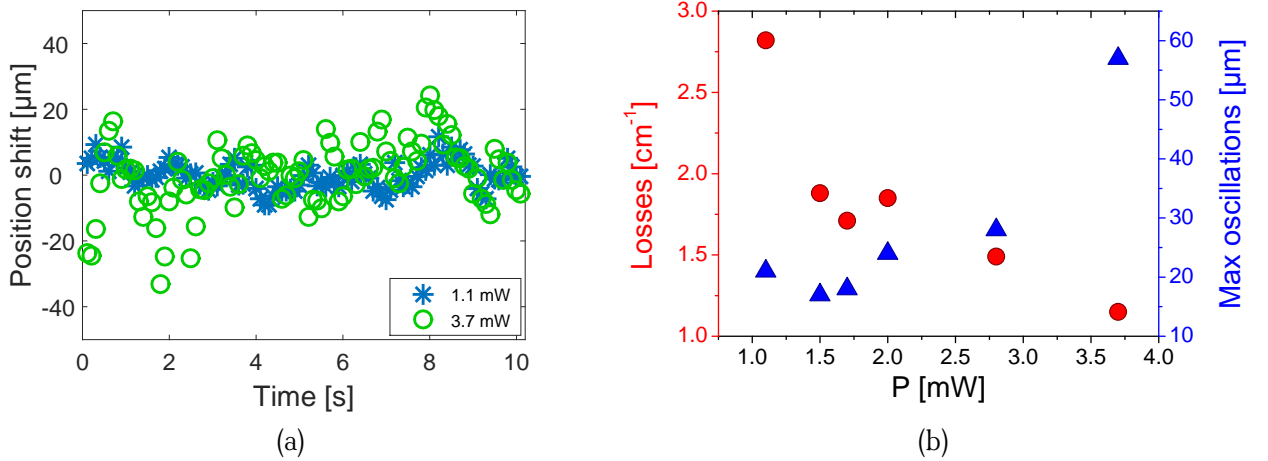 40
20
0
-20
-40
Position shift [µm]
1.1 mW
3.7 mW
0 2 4 6 8 10
Time [s]
(a)
3.0
2.5
2.0
1.5
1.0
Losses [cm⁻¹]
60
50
40
30
20
10
Max oscillations [µm]
1.0 1.5 2.0 2.5 3.0 3.5 4.0
P [mW]
(b)